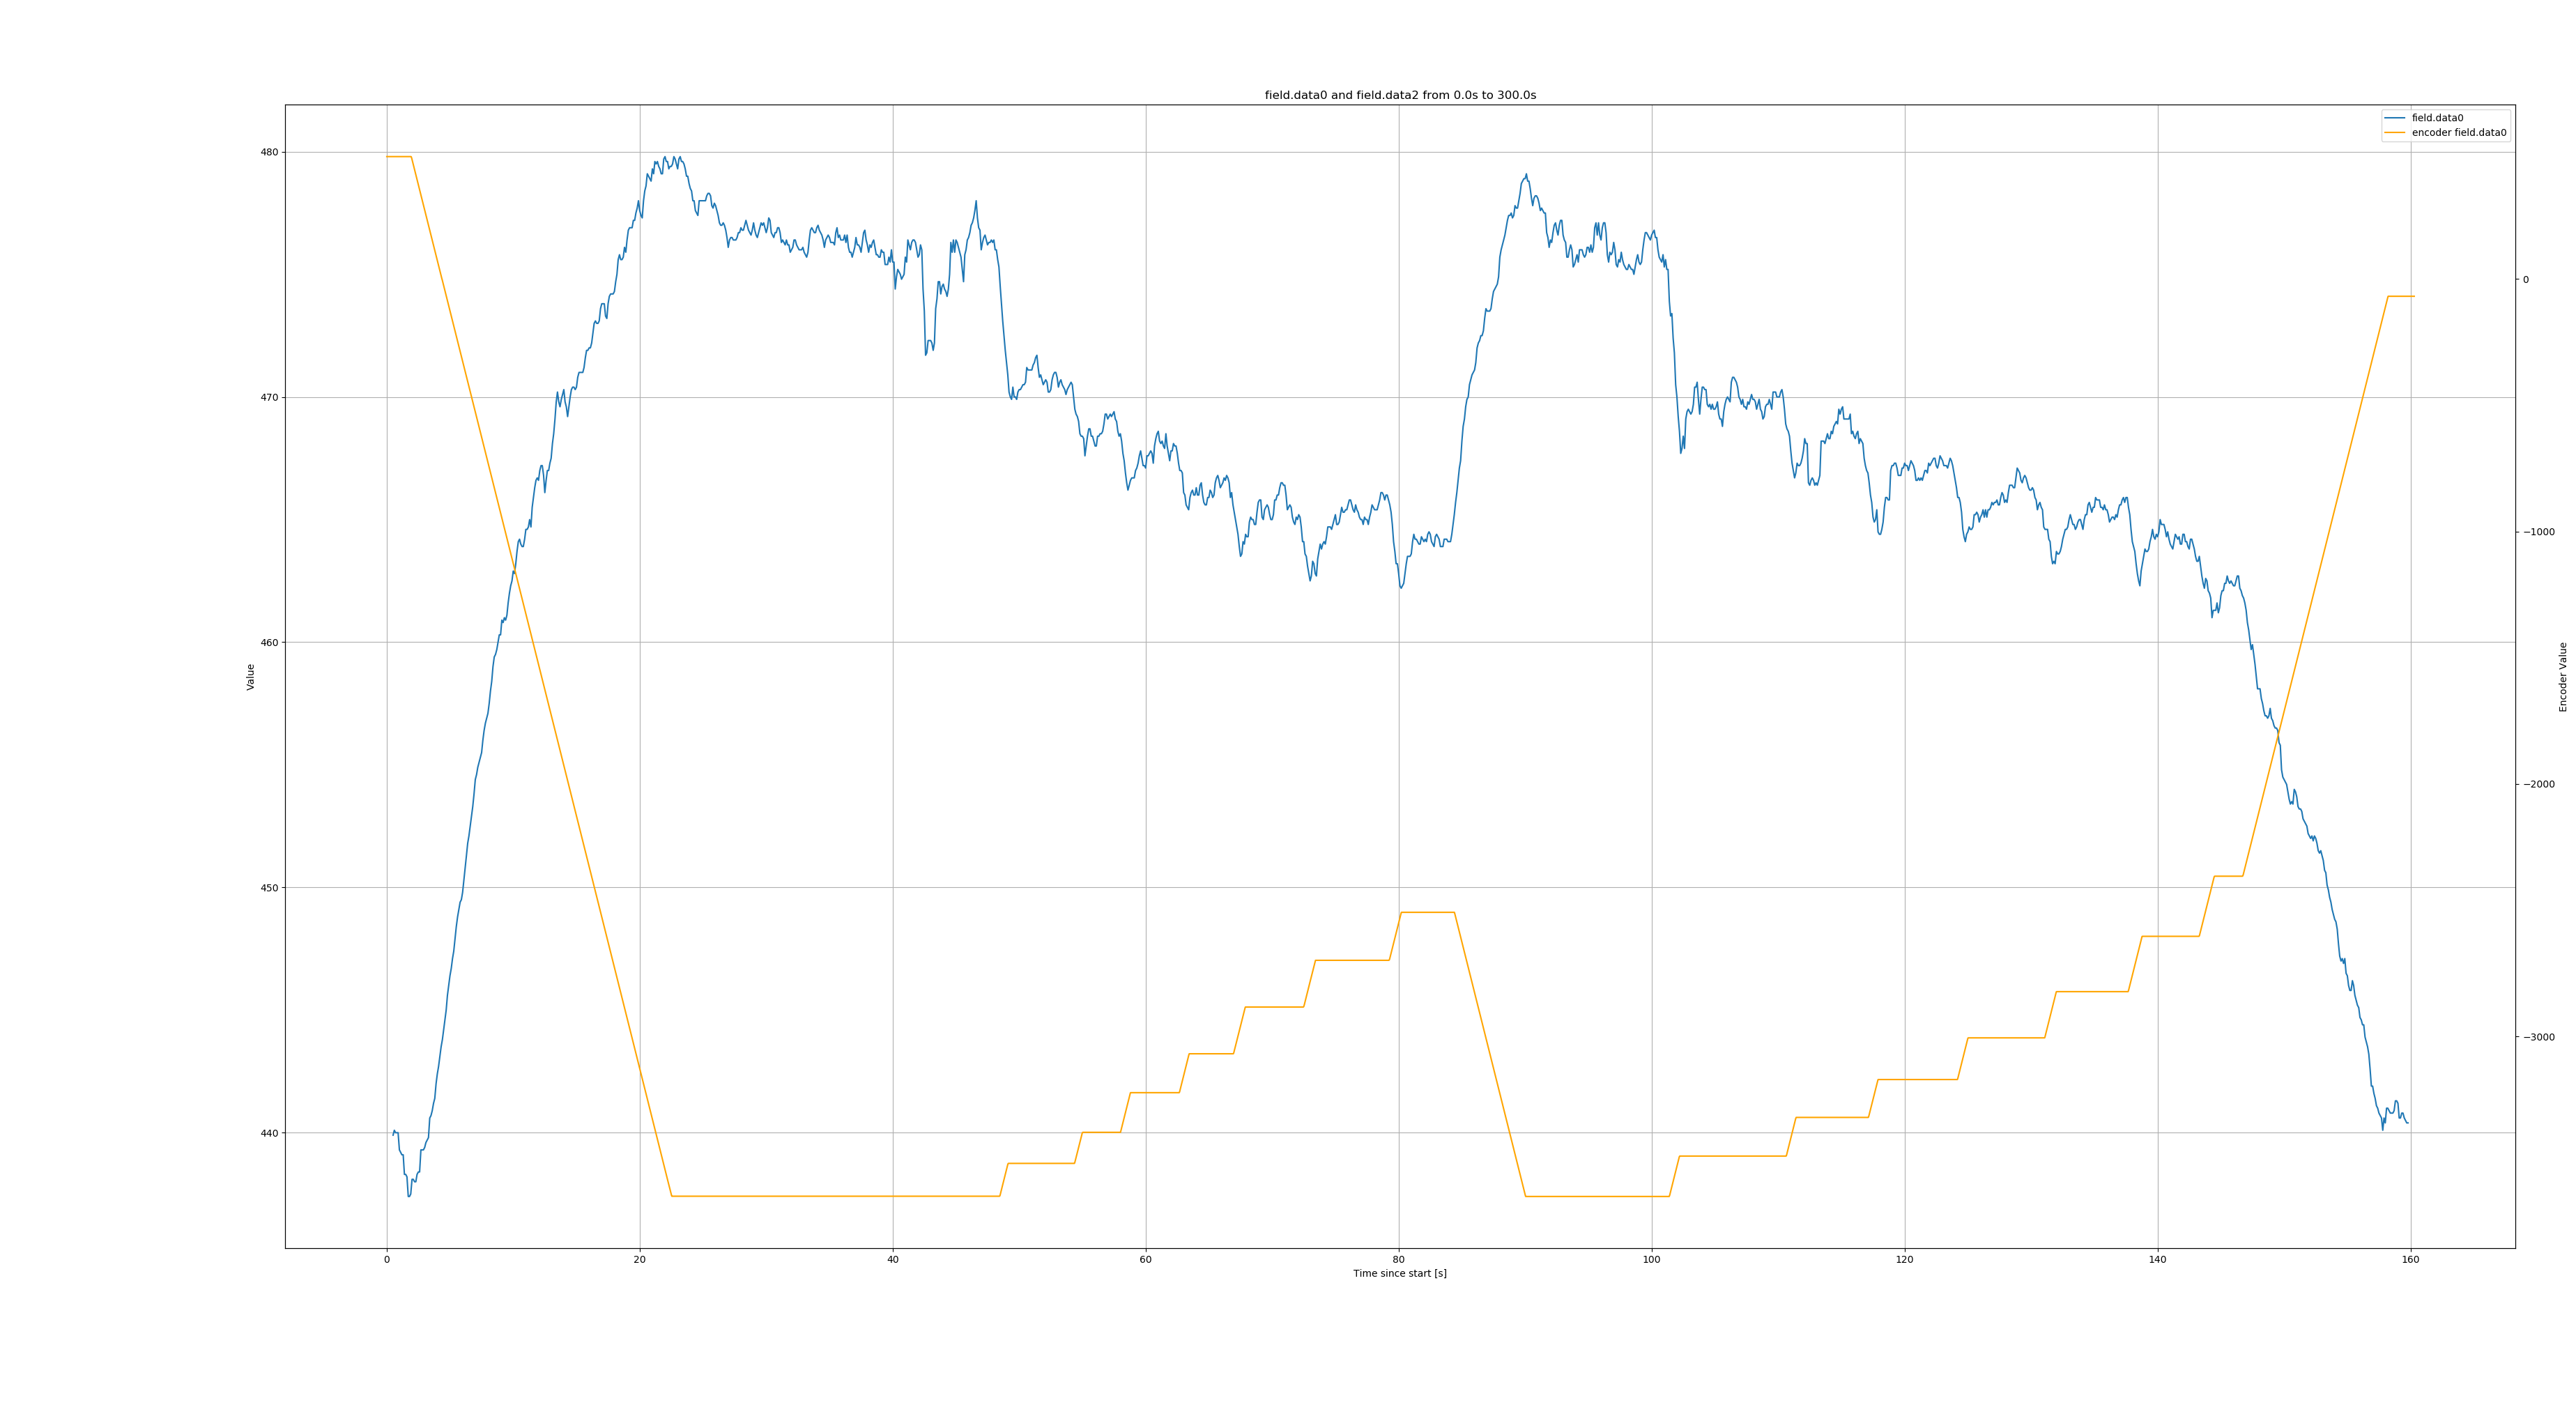 field.data0 and field.data2 from 0.0s to 300.0s
field.data0
encoder field.data0
480
470
460
450
440
Value
0
−1000
−2000
−3000
Encoder Value
0 20 40 60 80 100 120 140 160
Time since start [s]